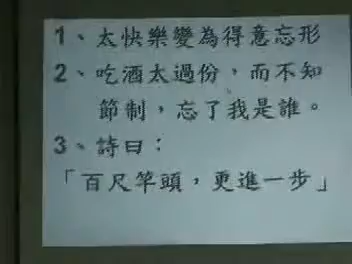 1、太快樂變為得意忘形
2、吃酒太過份，而不知
節制，忘了我是誰。
3、詩曰：
「百尺竿頭，更進一步」